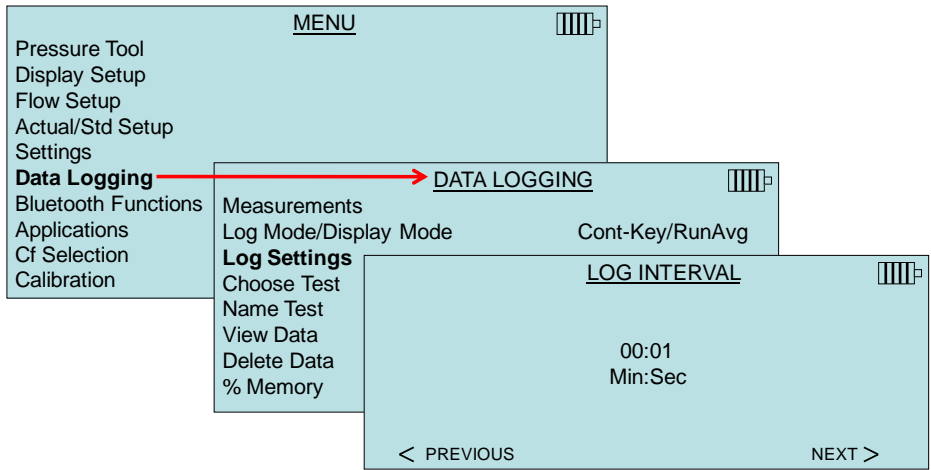 MENU
Pressure Tool
Display Setup
Flow Setup
Actual/Std Setup
Settings
Data Logging
Bluetooth Functions
Applications
Cf Selection
Calibration
DATA LOGGING
Measurements
Log Mode/Display Mode Cont-Key/RunAvg
Log Settings
Choose Test
Name Test
View Data
Delete Data
% Memory
LOG INTERVAL
00:01
Min:Sec
< PREVIOUS NEXT >